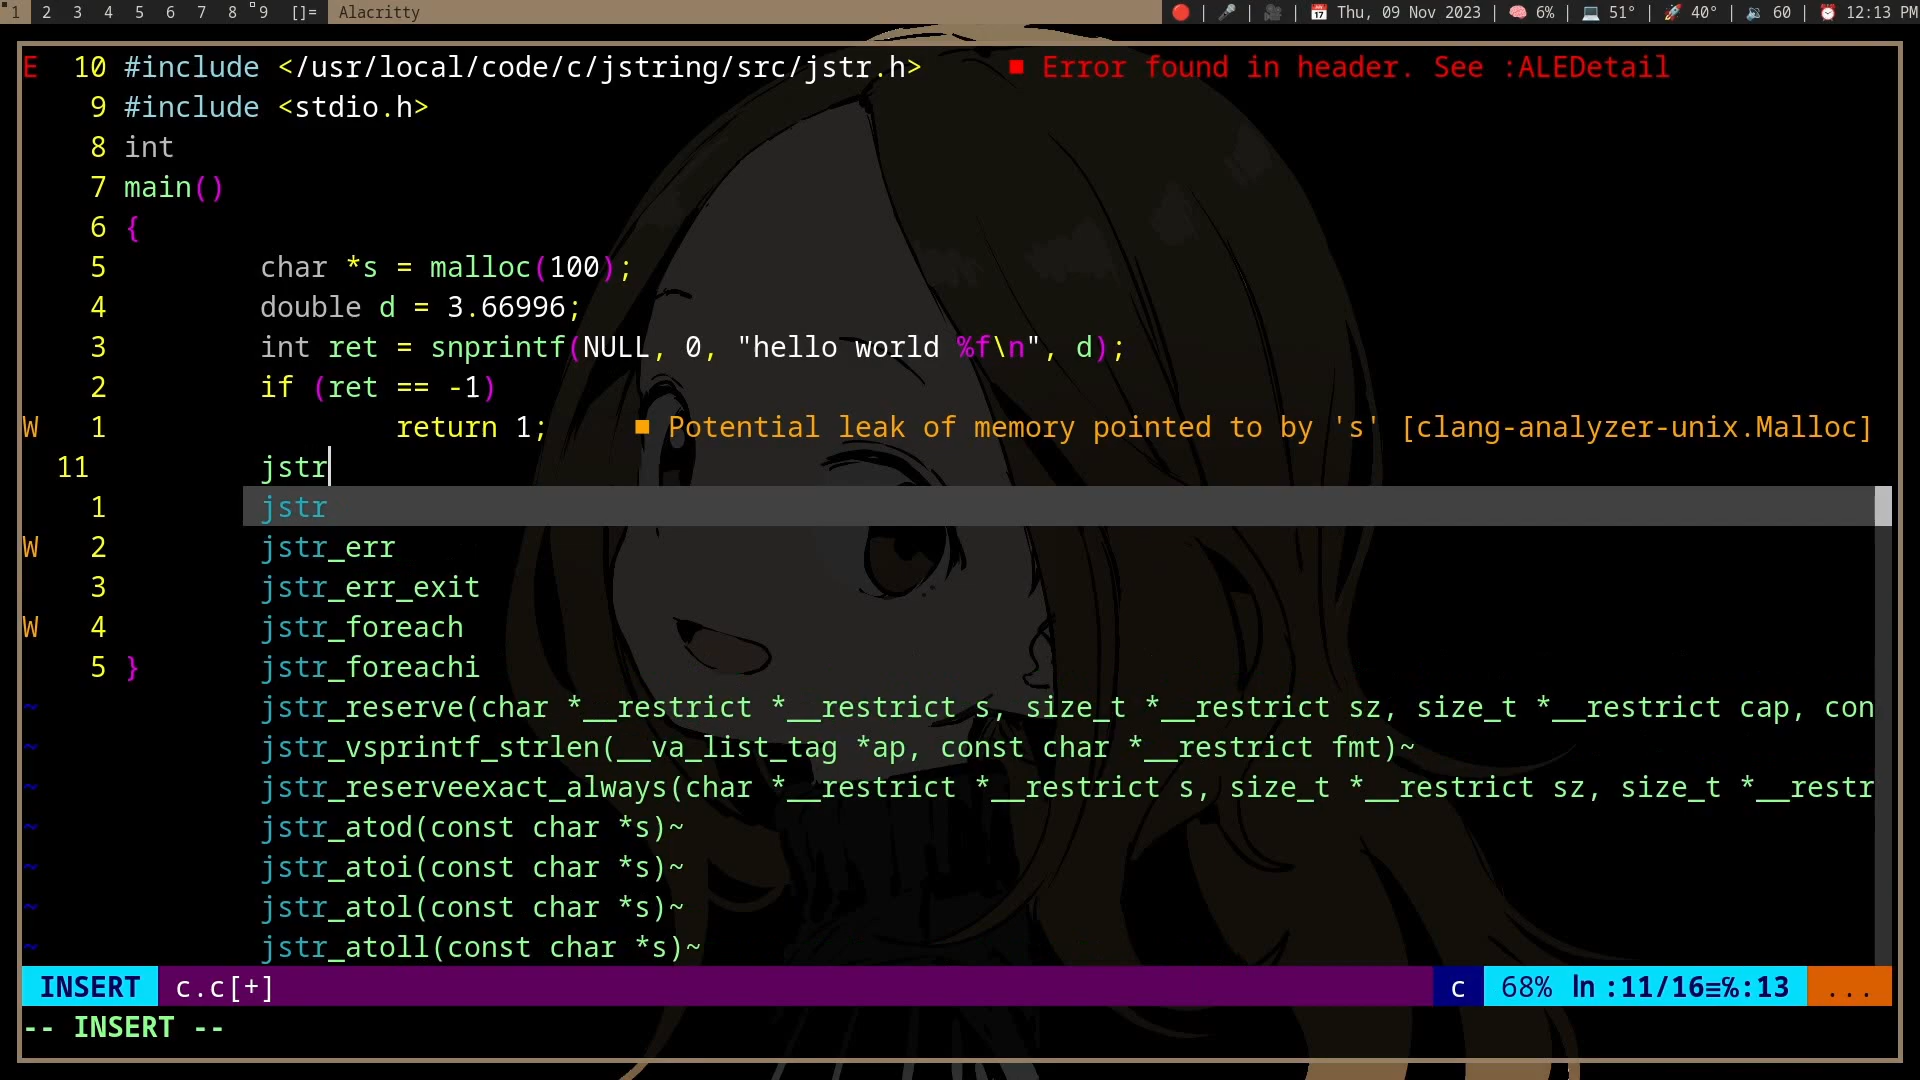 1 2 3 4 5 6 7 8 9 []= Alacritty | | | Thu, 09 Nov 2023 | 6% | 51° | 40° | 60 | 12:13 PM
E 10 #include </usr/local/code/c/jstring/src/jstr.h> ■ Error found in header. See :ALEDetail
9 #include <stdio.h>
8 int
7 main()
6 {
5 char *s = malloc(100);
4 double d = 3.66996;
3 int ret = snprintf(NULL, 0, "hello world %f\n", d);
2 if (ret == -1)
W 1 return 1; ■ Potential leak of memory pointed to by 's' [clang-analyzer-unix.Malloc]
11 jstr
1 jstr
W 2 jstr_err
3 jstr_err_exit
W 4 jstr_foreach
5 } jstr_foreachi
~ jstr_reserve(char *__restrict *__restrict s, size_t *__restrict sz, size_t *__restrict cap, con
~ jstr_vsprintf_strlen(__va_list_tag *ap, const char *__restrict fmt)~
~ jstr_reserveexact_always(char *__restrict *__restrict s, size_t *__restrict sz, size_t *__restr
~ jstr_atod(const char *s)~
~ jstr_atoi(const char *s)~
~ jstr_atol(const char *s)~
~ jstr_atoll(const char *s)~
INSERT c.c[+] c 68% ln :11/16≡℅:13 ...
-- INSERT --